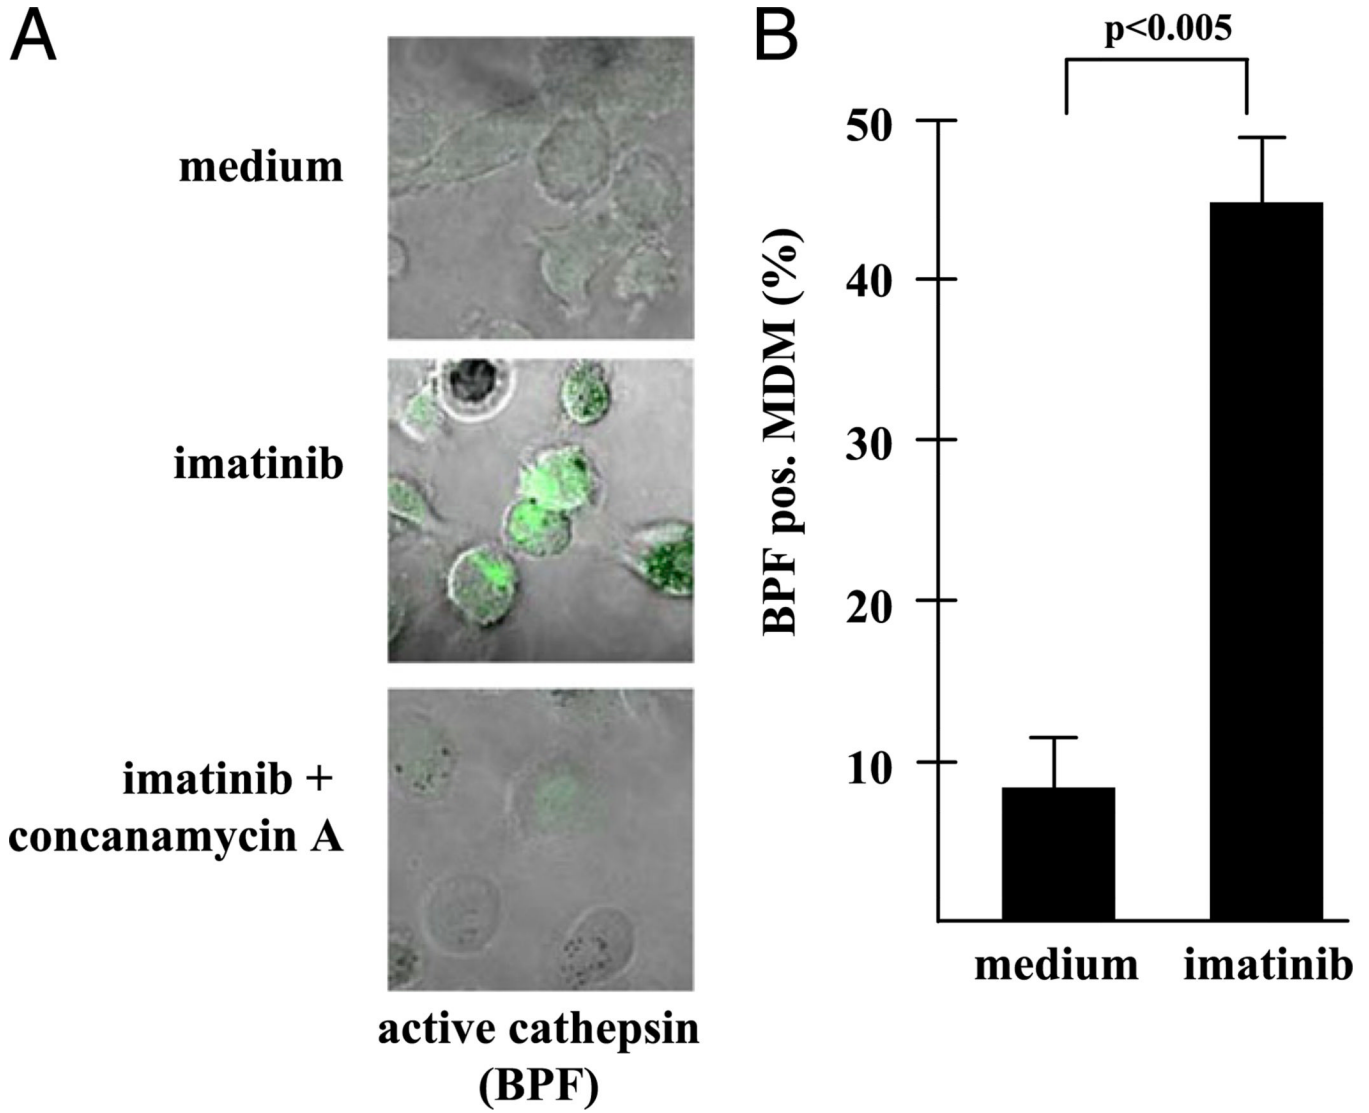 A
medium
imatinib
imatinib +
concanamycin A
active cathepsin
(BPF)
B
p<0.005
BPF pos. MDM (%)
50
40
30
20
10
medium
imatinib